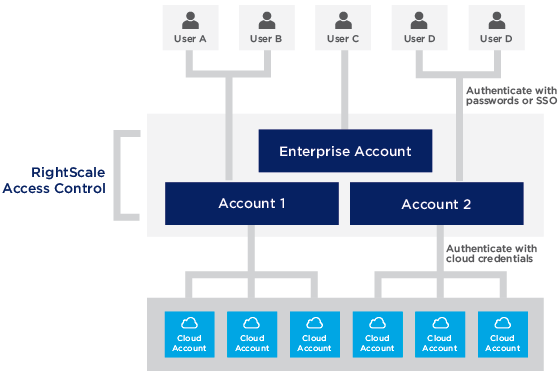 User A
User B
User C
User D
User D
Authenticate with
passwords or SSO
Enterprise Account
RightScale
Access Control
Account 1
Account 2
Authenticate with
cloud credentials
Cloud
Account
Cloud
Account
Cloud
Account
Cloud
Account
Cloud
Account
Cloud
Account